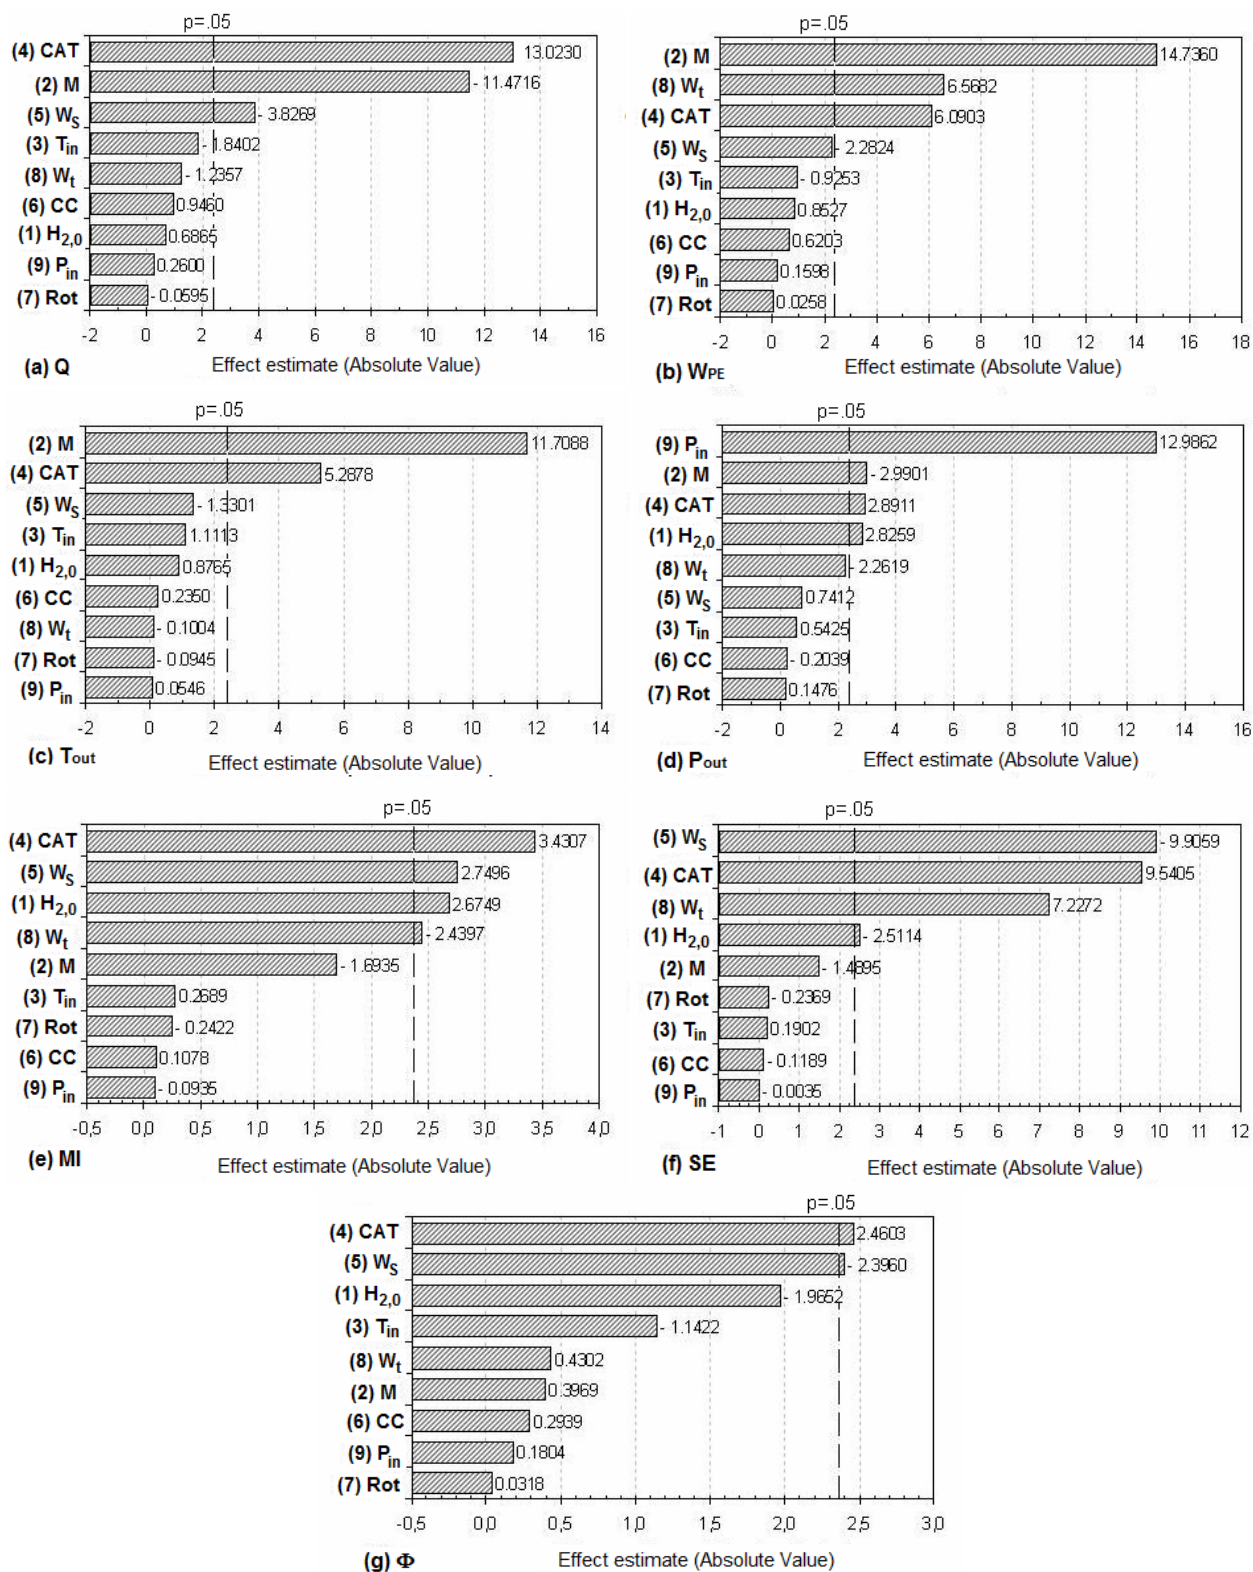 p=.05
(4) CAT 13.0230
(2) M - 11.4716
(5) WS - 3.8269
(3) Tin - 1.8402
(8) Wt - 1.2357
(6) CC 0.9460
(1) H2,0 0.6865
(9) Pin 0.2600
(7) Rot - 0.0595
-2 0 2 4 6 8 10 12 14 16
(a) Q Effect estimate (Absolute Value)
p=.05
(2) M 14.7360
(8) Wt 6.5682
(4) CAT 6.0903
(5) WS - 2.2824
(3) Tin - 0.9253
(1) H2,0 0.8527
(6) CC 0.6203
(9) Pin 0.1598
(7) Rot 0.0258
-2 0 2 4 6 8 10 12 14 16 18
(b) WPE Effect estimate (Absolute Value)
p=.05
(2) M 11.7088
(4) CAT 5.2878
(5) WS - 1.3301
(3) Tin 1.1113
(1) H2,0 0.8765
(6) CC 0.2350
(8) Wt - 0.1004
(7) Rot - 0.0945
(9) Pin 0.0546
-2 0 2 4 6 8 10 12 14
(c) Tout Effect estimate (Absolute Value)
p=.05
(9) Pin 12.9862
(2) M - 2.9901
(4) CAT 2.8911
(1) H2,0 2.8259
(8) Wt - 2.2619
(5) WS 0.7412
(3) Tin 0.5425
(6) CC - 0.2039
(7) Rot 0.1476
-2 0 2 4 6 8 10 12 14 16
(d) Pout Effect estimate (Absolute Value)
p=.05
(4) CAT 3.4307
(5) WS 2.7496
(1) H2,0 2.6749
(8) Wt - 2.4397
(2) M - 1.6935
(3) Tin 0.2689
(7) Rot - 0.2422
(6) CC 0.1078
(9) Pin - 0.0935
-0,5 0,0 0,5 1,0 1,5 2,0 2,5 3,0 3,5 4,0
(e) MI Effect estimate (Absolute Value)
p=.05
(5) WS - 9.9059
(4) CAT 9.5405
(8) Wt 7.2272
(1) H2,0 - 2.5114
(2) M - 1.4895
(7) Rot - 0.2369
(3) Tin 0.1902
(6) CC - 0.1189
(9) Pin - 0.0035
-1 0 1 2 3 4 5 6 7 8 9 10 11 12
(f) SE Effect estimate (Absolute Value)
p=.05
(4) CAT 2.4603
(5) WS - 2.3960
(1) H2,0 - 1.9652
(3) Tin - 1.1422
(8) Wt 0.4302
(2) M 0.3969
(6) CC 0.2939
(9) Pin 0.1804
(7) Rot 0.0318
-0,5 0,0 0,5 1,0 1,5 2,0 2,5 3,0
(g) Φ Effect estimate (Absolute Value)